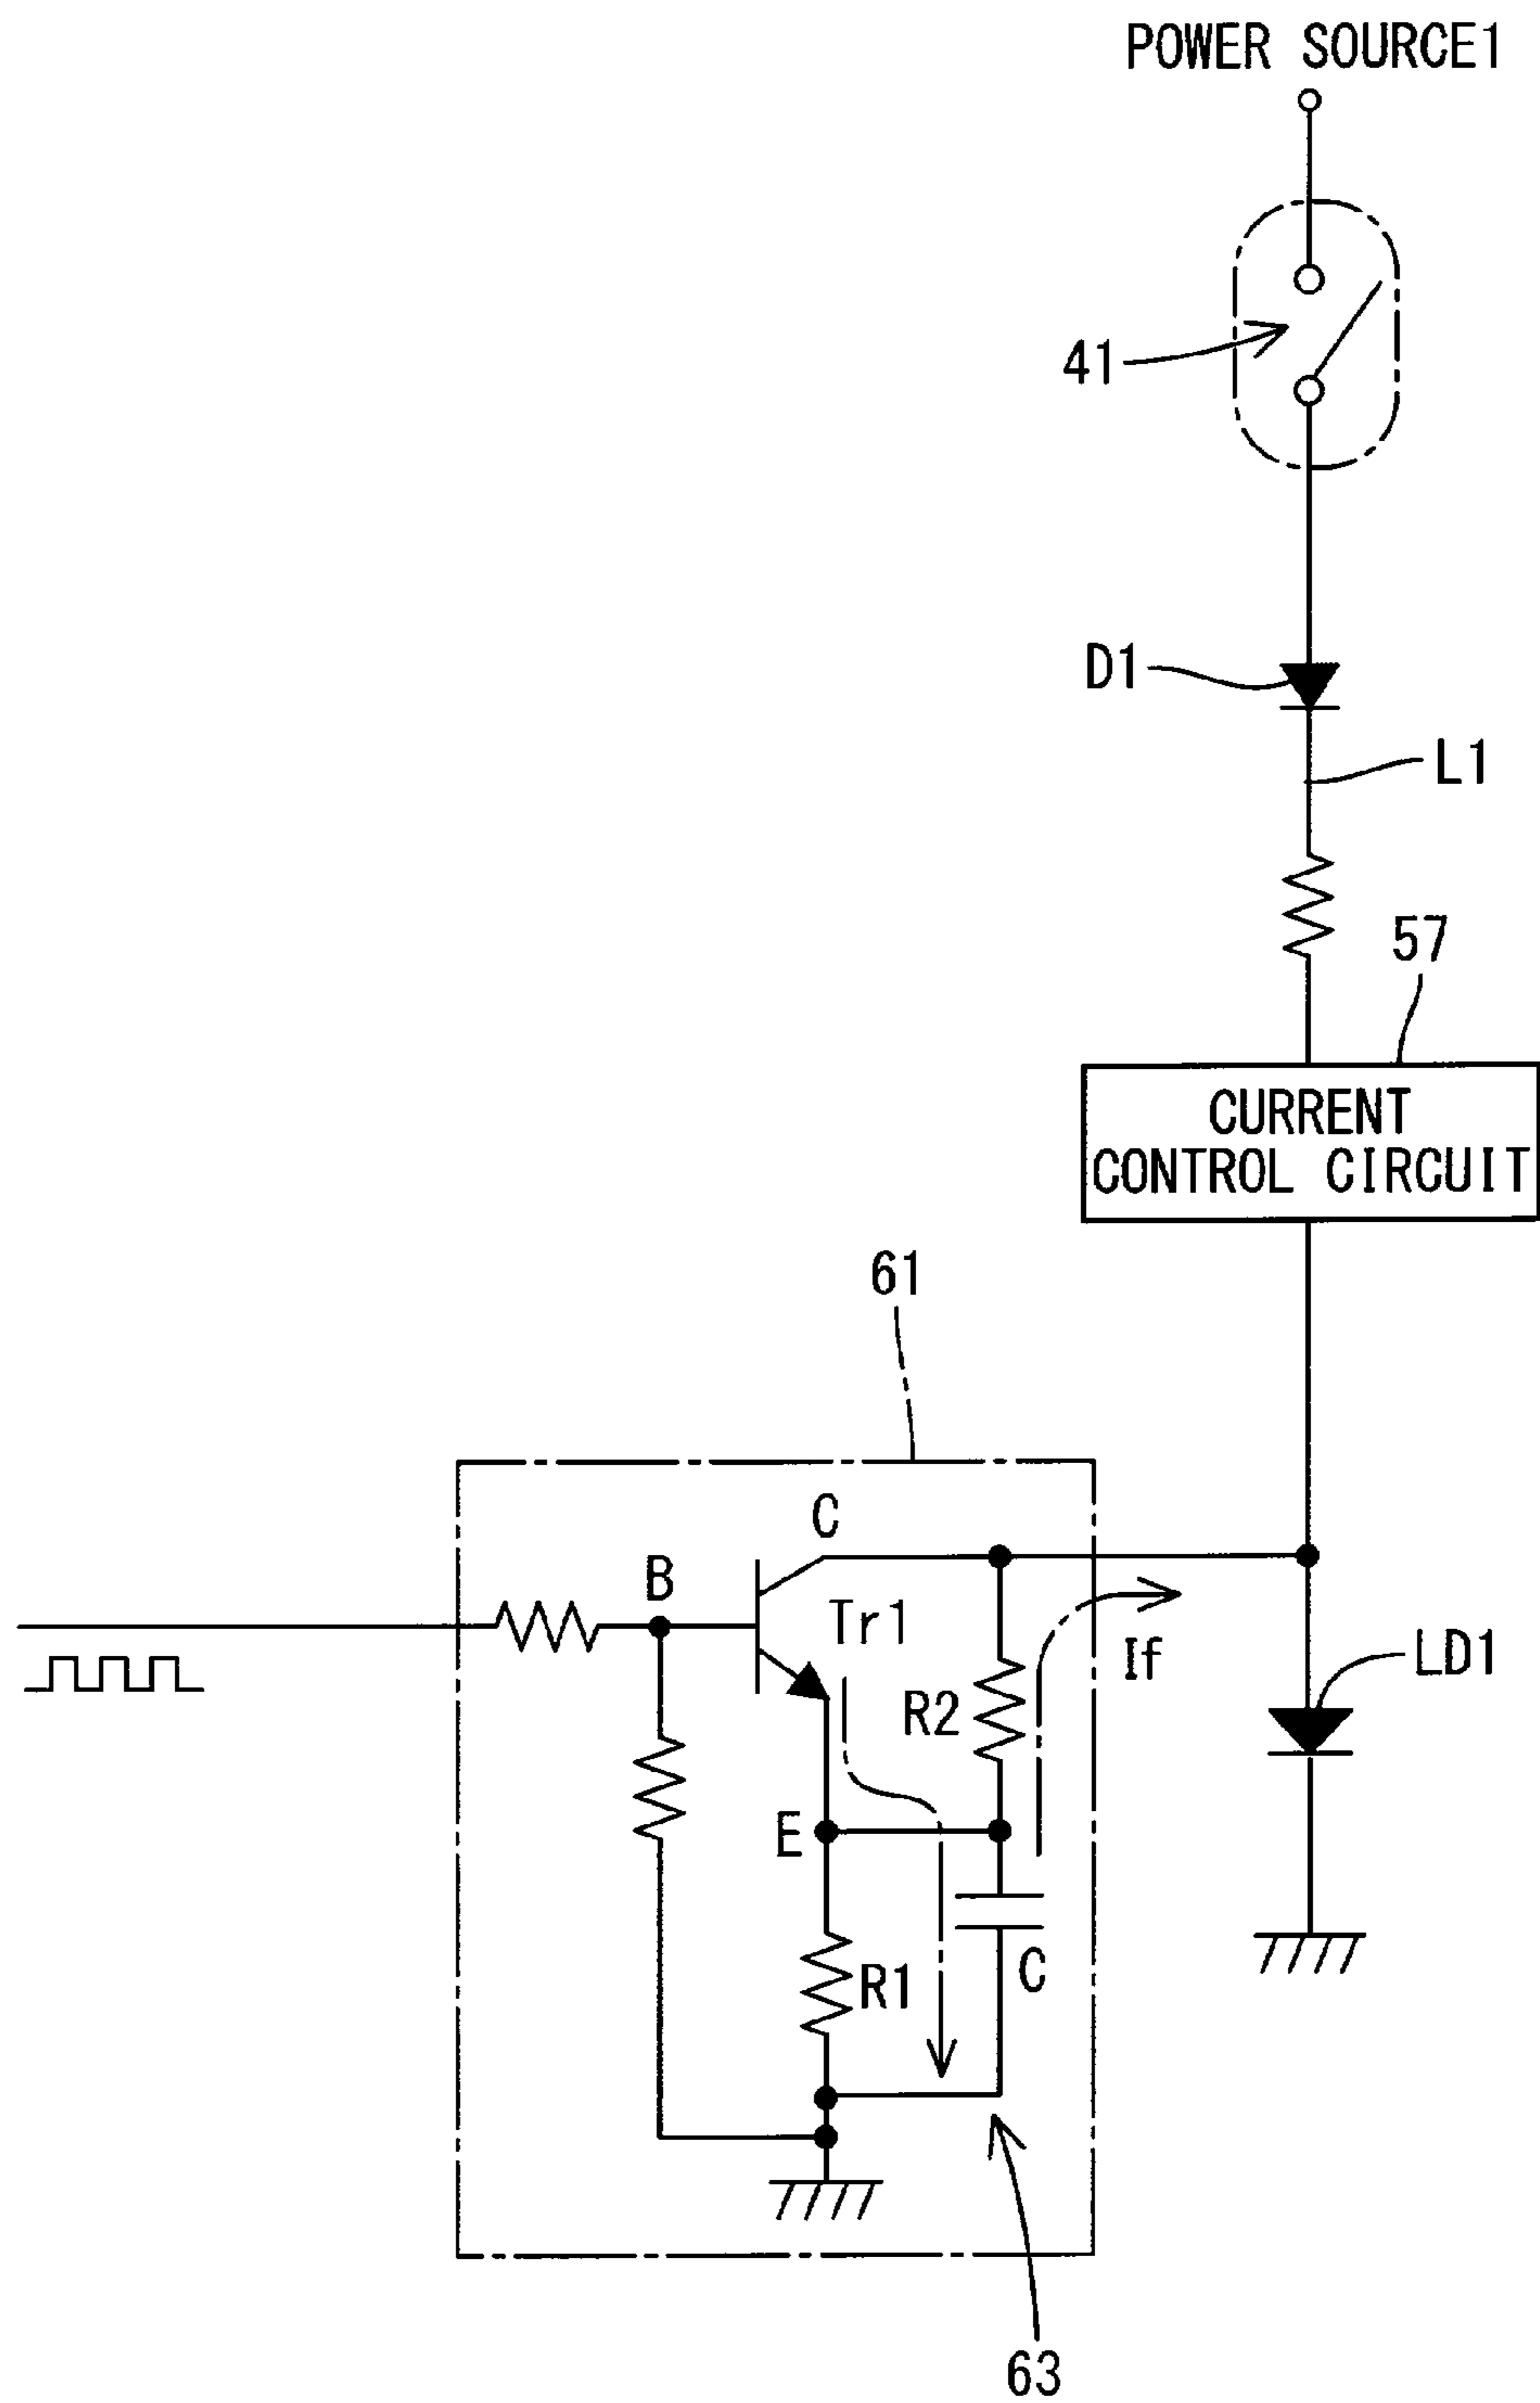 POWER SOURCE1
41
D1
L1
57
CURRENT
CONTROL CIRCUIT
61
C
B
Tr1
If
LD1
R2
E
R1
C
63